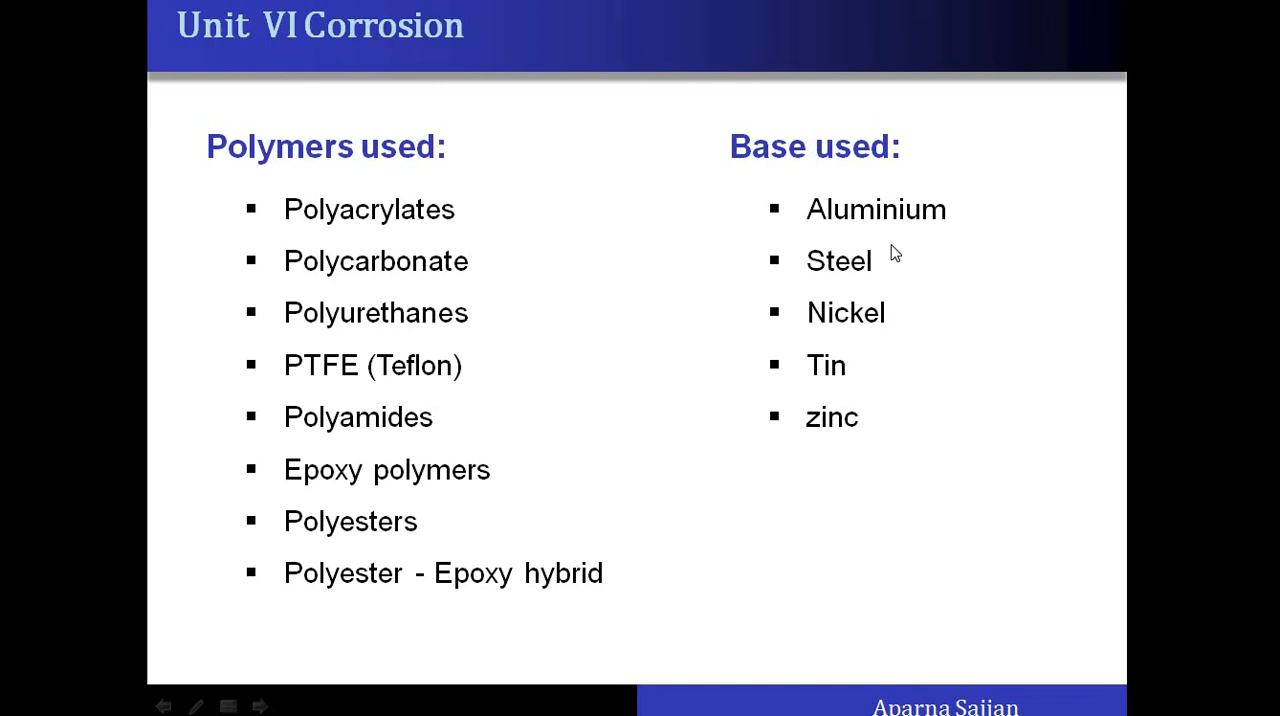 Unit VI Corrosion
Polymers used:
Polyacrylates
Polycarbonate
Polyurethanes
PTFE (Teflon)
Polyamides
Epoxy polymers
Polyesters
Polyester - Epoxy hybrid
Base used:
Aluminium
Steel
Nickel
Tin
zinc
Aparna Sajjan